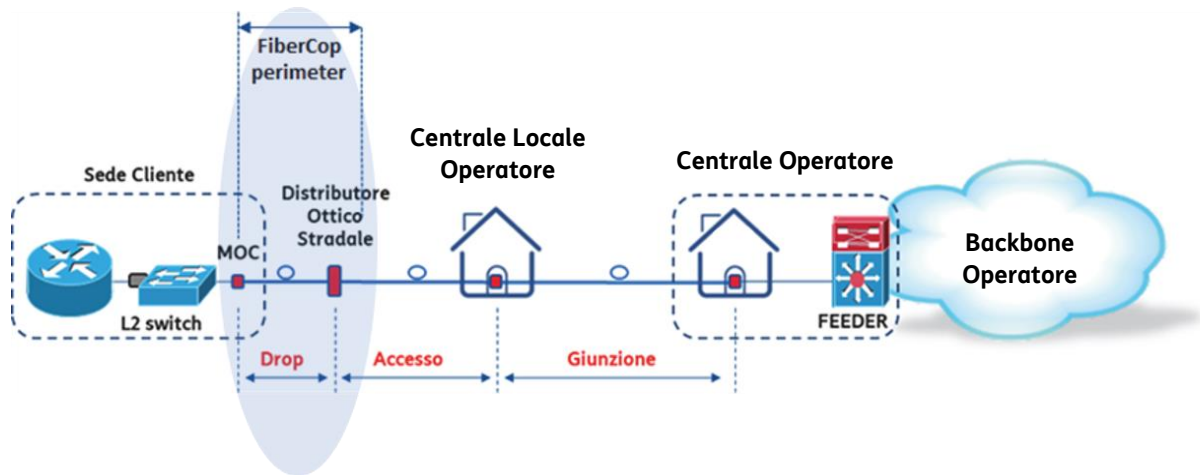 FiberCop
perimeter
Centrale Locale
Operatore
Centrale Operatore
Sede Cliente
Distributore
Ottico
Stradale
MOC
Backbone
Operatore
L2 switch
FEEDER
Drop
Accesso
Giunzione